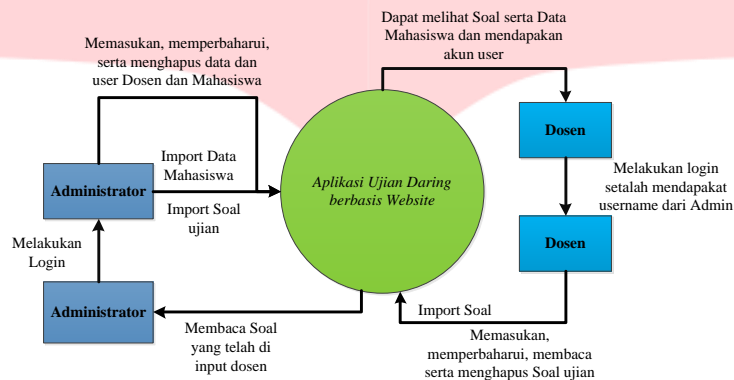 Dapat melihat Soal serta Data
Mahasiswa dan mendapakan
akun user
Memasukan, memperbaharui,
serta menghapus data dan
user Dosen dan Mahasiswa
Dosen
Import Data
Mahasiswa
Administrator
Import Soal
ujian
Aplikasi Ujian Daring
berbasis Website
Melakukan login
setalah mendapakat
username dari Admin
Dosen
Melakukan
Login
Administrator
Import Soal
Membaca Soal
yang telah di
input dosen
Memasukan,
memperbaharui, membaca
serta menghapus Soal ujian